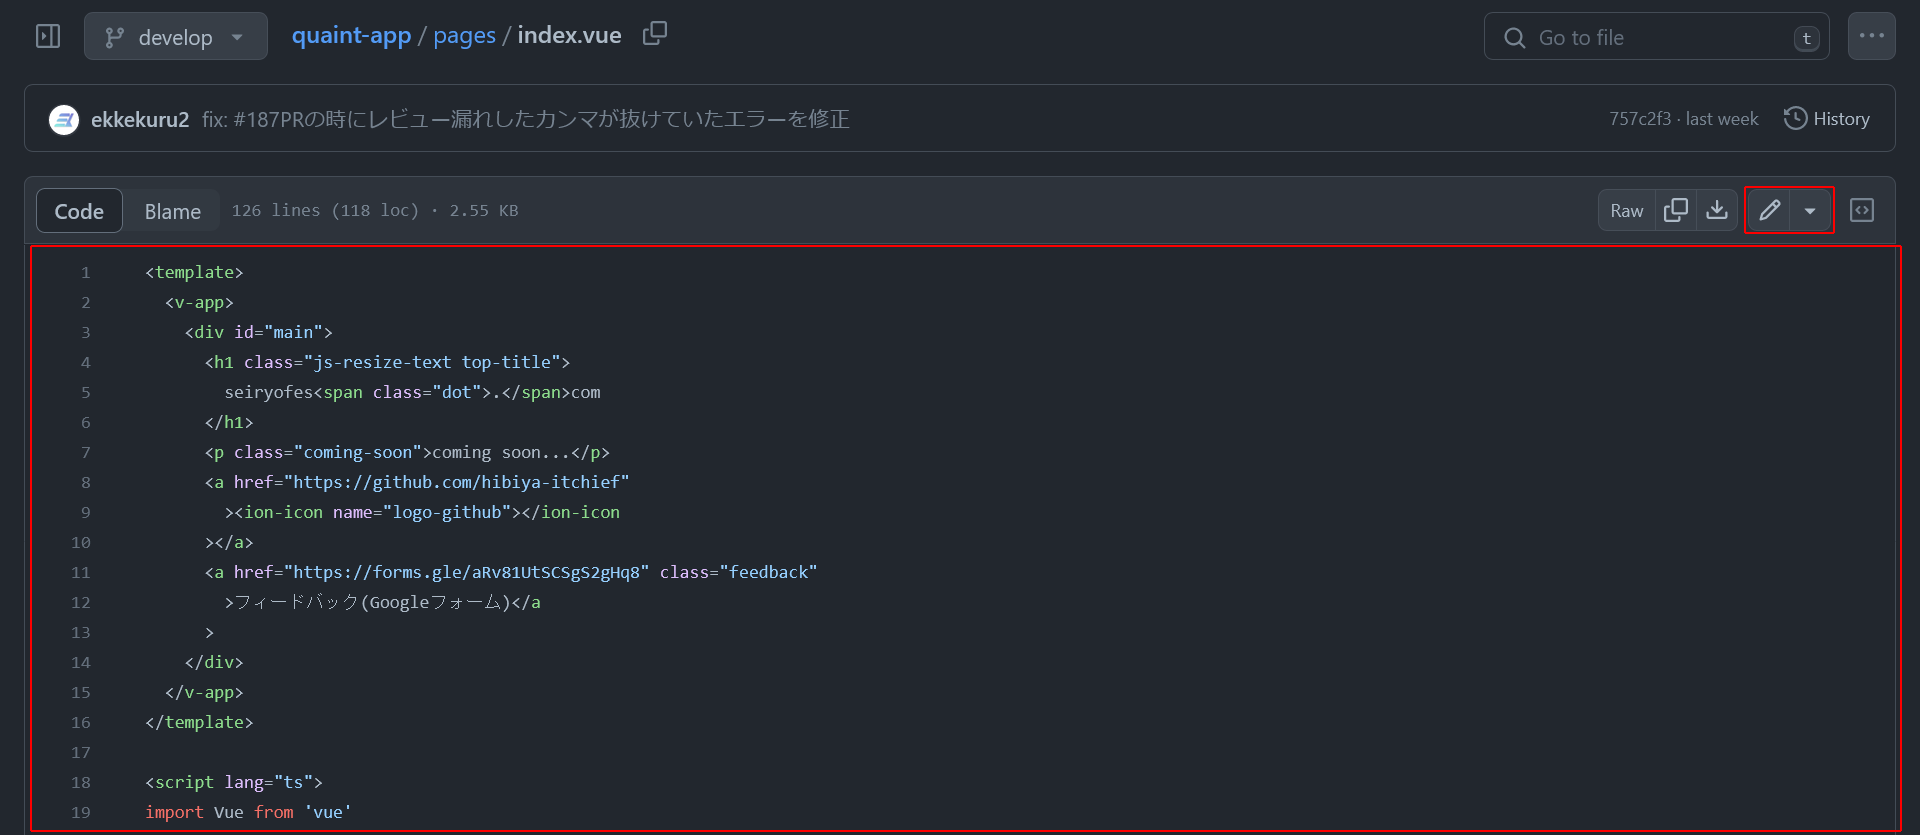 develop quaint-app / pages / index.vue Go to file t
ekkekuru2 fix: #187PRの時にレビュー漏れしたカンマが抜けていたエラーを修正 757c2f3 · last week History
Code Blame 126 lines (118 loc) · 2.55 KB Raw
1 <template>
2 <v-app>
3 <div id="main">
4 <h1 class="js-resize-text top-title">
5 seiryofes<span class="dot">.</span>com
6 </h1>
7 <p class="coming-soon">coming soon...</p>
8 <a href="https://github.com/hibiya-itchief"
9 ><ion-icon name="logo-github"></ion-icon
10 ></a>
11 <a href="https://forms.gle/aRv81UtSCSgS2gHq8" class="feedback"
12 >フィードバック(Googleフォーム)</a
13 >
14 </div>
15 </v-app>
16 </template>
17
18 <script lang="ts">
19 import Vue from 'vue'